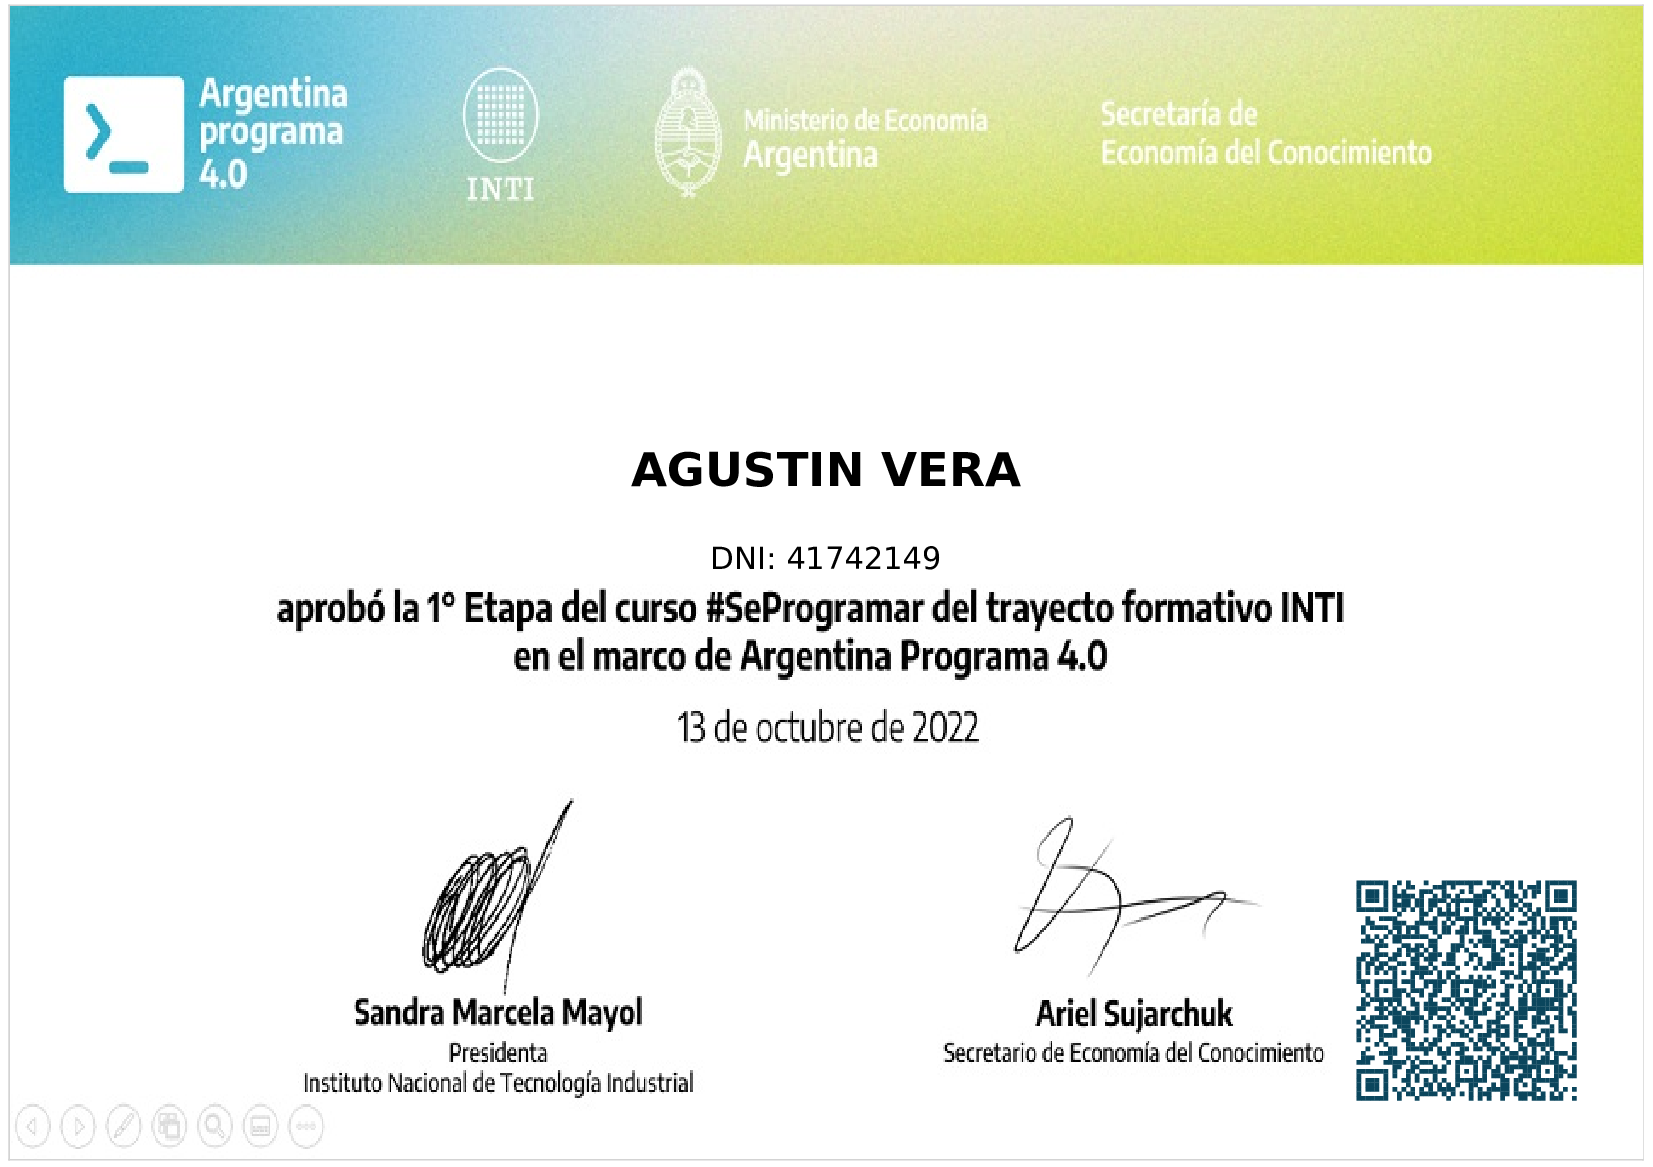 Argentina
programa
4.0
INTI
Ministerio de Economía
Argentina
Secretaría de
Economía del Conocimiento
AGUSTIN VERA
DNI: 41742149
aprobó la 1° Etapa del curso #SeProgramar del trayecto formativo INTI
en el marco de Argentina Programa 4.0
13 de octubre de 2022
Sandra Marcela Mayol
Presidenta
Instituto Nacional de Tecnología Industrial
Ariel Sujarchuk
Secretario de Economía del Conocimiento